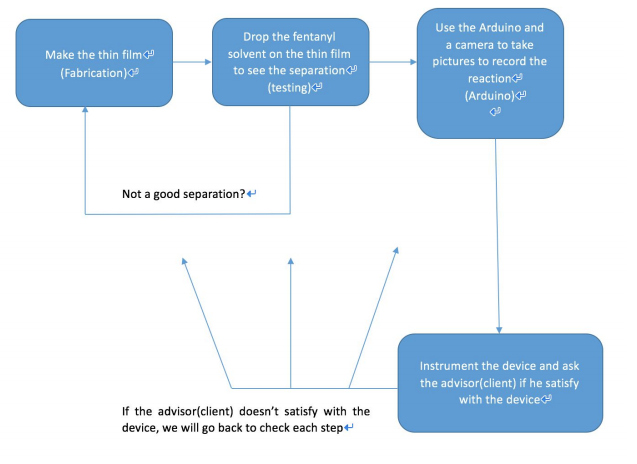 Make the thin film
(Fabrication)
Drop the fentanyl
solvent on the thin film
to see the separation
(testing)
Use the Arduino and
a camera to take
pictures to record the
reaction
(Arduino)
Not a good separation?
Instrument the device and ask
the advisor(client) if he satisfy
with the device
If the advisor(client) doesn't satisfy with the
device, we will go back to check each step